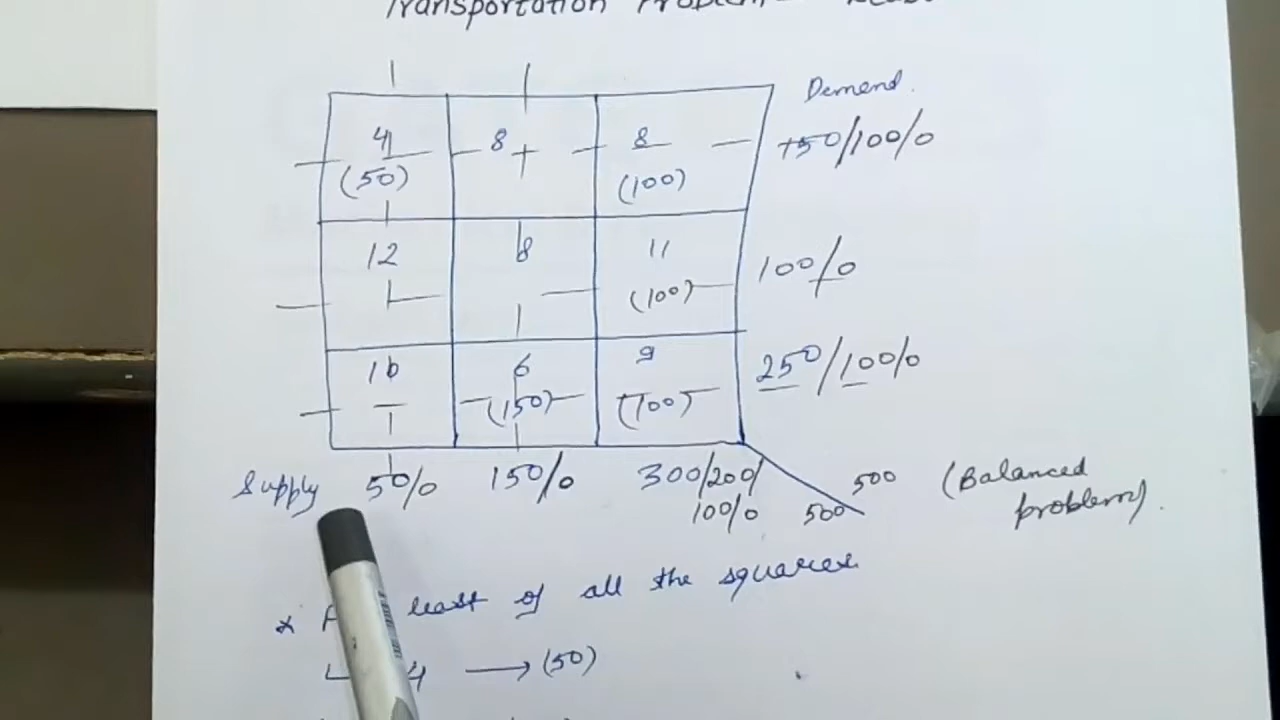 Transportation Problem
Demand.
4 8 8 150/100/0
(50) (100)
12 8 11 100/0
(100)
16 6 9 250/100/0
(150) (100)
Supply 50/0 150/0 300/200/ 500 (Balanced
100/0 500 problem).
* least of all the squares
↳ 4 → (50)